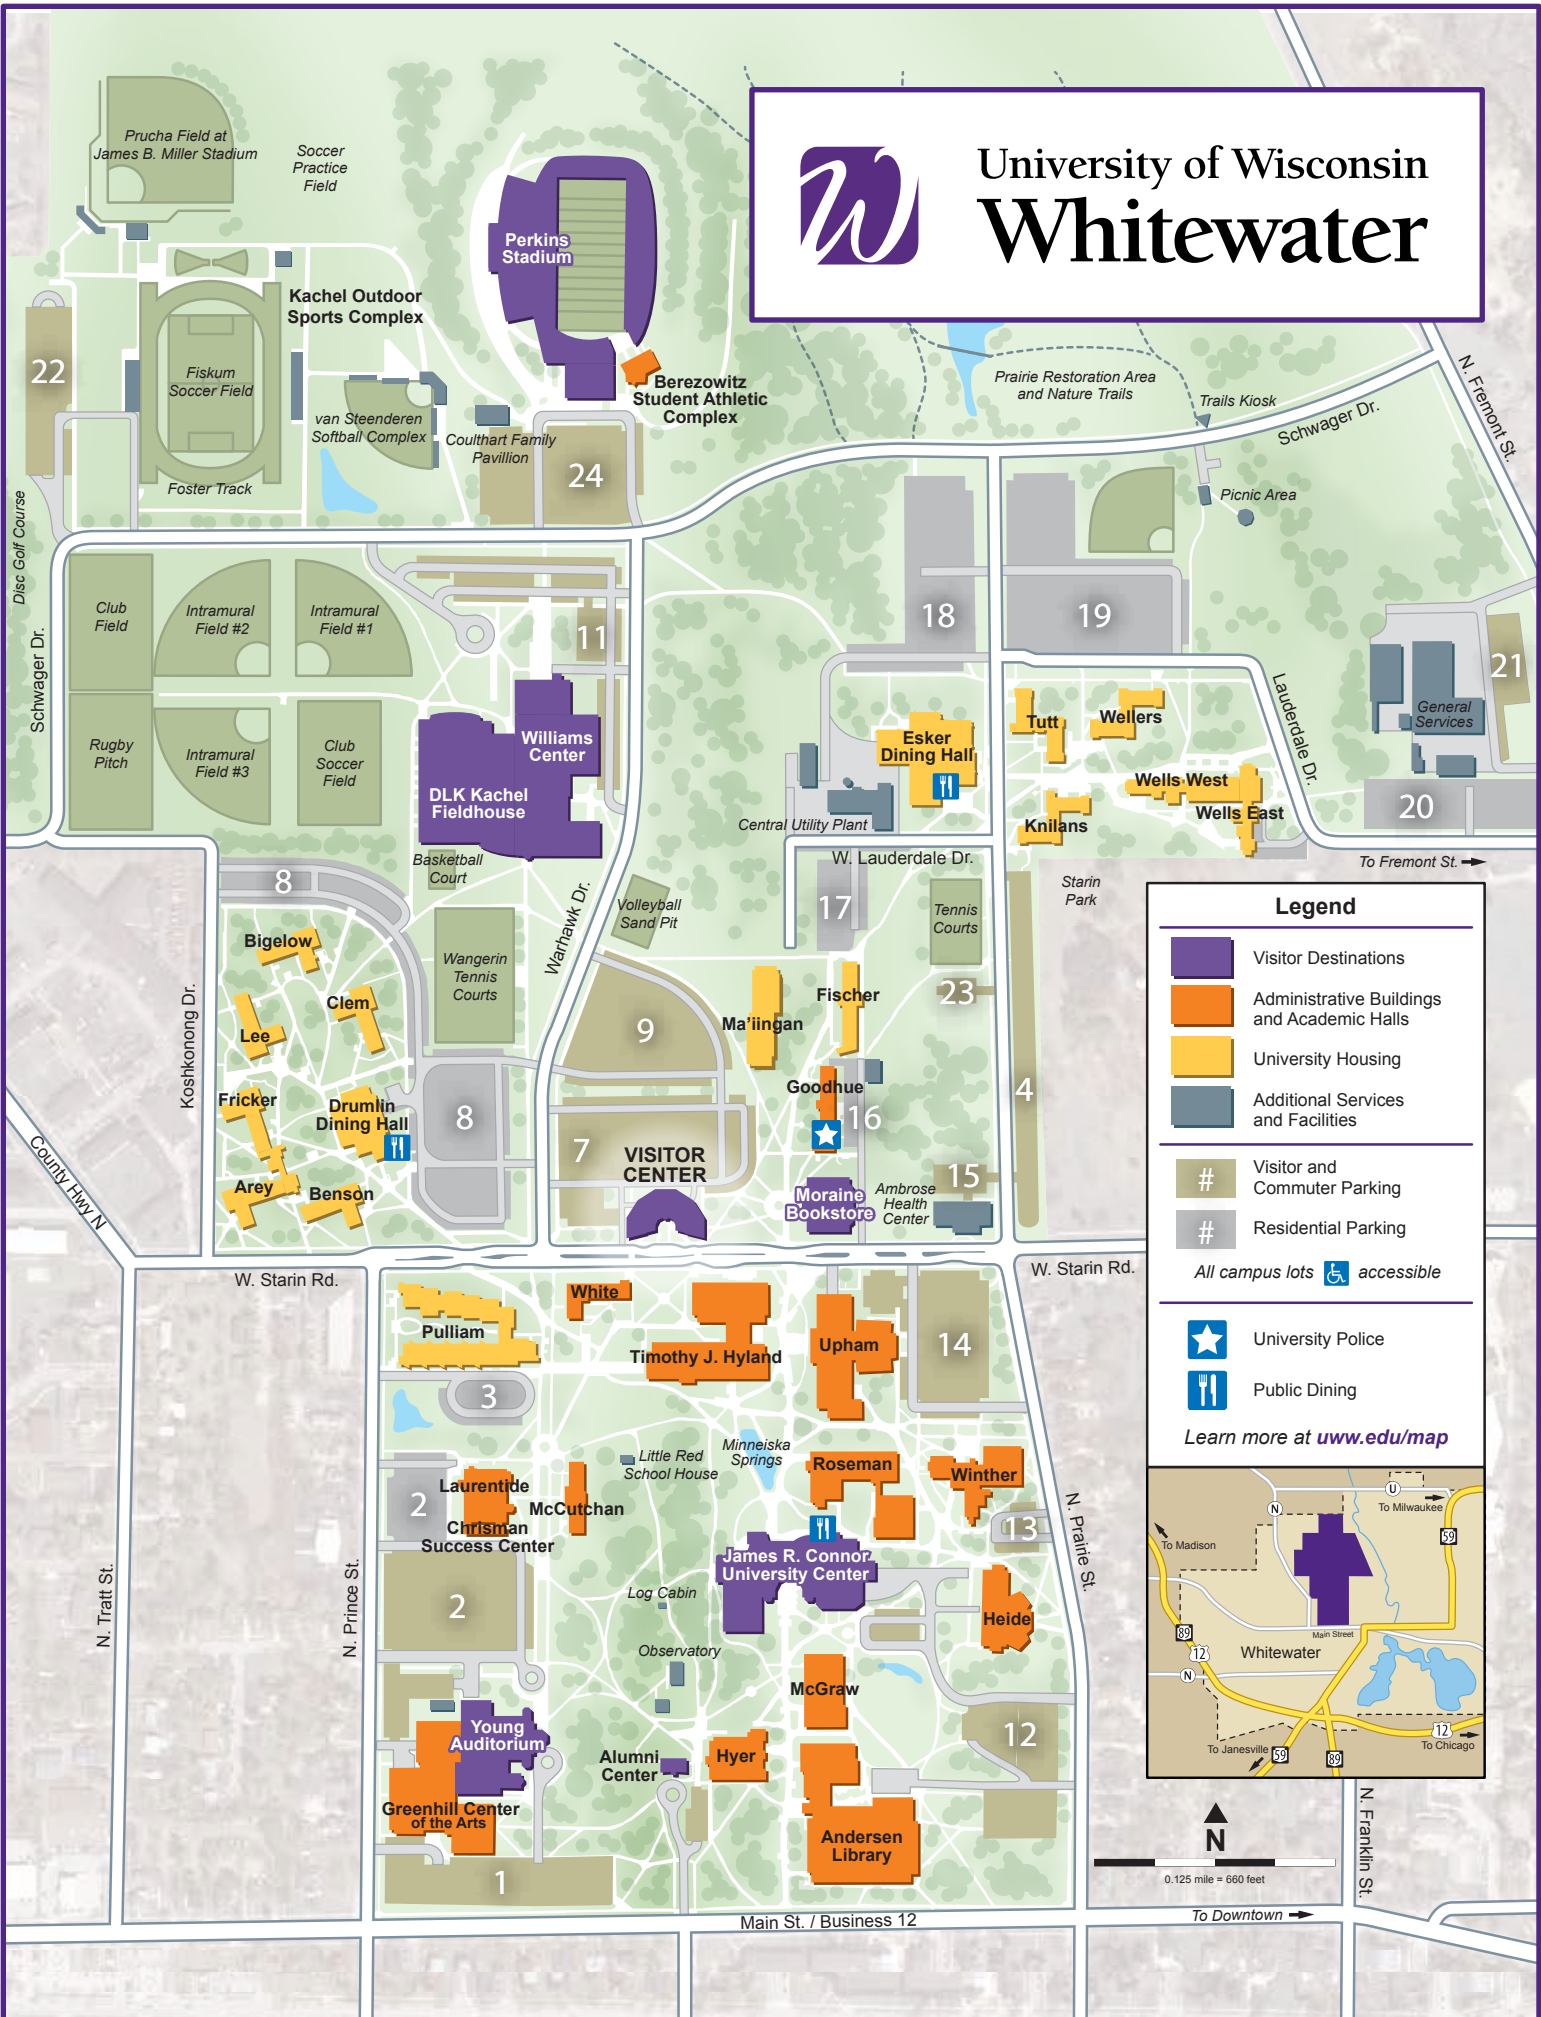 University of Wisconsin
Whitewater
Prucha Field at
James B. Miller Stadium
Soccer
Practice
Field
Perkins
Stadium
Kachel Outdoor
Sports Complex
22
Fiskum
Soccer Field
van Steenderen
Softball Complex
Coulthart Family
Pavillion
Berezowitz
Student Athletic
Complex
Prairie Restoration Area
and Nature Trails
Trails Kiosk
Schwager Dr.
N. Fremont St.
Foster Track
24
Picnic Area
Disc Golf Course
Club
Field
Intramural
Field #2
Intramural
Field #1
11
18
19
21
Schwager Dr.
Rugby
Pitch
Intramural
Field #3
Club
Soccer
Field
Williams
Center
DLK Kachel
Fieldhouse
Esker
Dining Hall
Tutt
Wellers
Wells West
Wells East
Knilans
Lauderdale Dr.
General
Services
20
Central Utility Plant
W. Lauderdale Dr.
To Fremont St.
Basketball
Court
8
Volleyball
Sand Pit
Warhawk Dr.
17
Tennis
Courts
Starin
Park
Bigelow
Wangerin
Tennis
Courts
Clem
Lee
Koshkonong Dr.
9
Ma'iingan
Fischer
23
Fricker
Drumlin
Dining Hall
8
Goodhue
16
4
7
VISITOR
CENTER
Arey
Benson
Moraine
Bookstore
Ambrose
Health
Center
15
County Hwy N
W. Starin Rd.
W. Starin Rd.
Legend
Visitor Destinations
Administrative Buildings
and Academic Halls
University Housing
Additional Services
and Facilities
#
Visitor and
Commuter Parking
#
Residential Parking
All campus lots accessible
University Police
Public Dining
Learn more at uww.edu/map
White
Pulliam
Timothy J. Hyland
Upham
14
3
Little Red
School House
Minneiska
Springs
Roseman
Winther
Laurentide
2
McCutchan
Chrisman
Success Center
13
James R. Connor
University Center
N. Prairie St.
N. Tratt St.
N. Prince St.
2
Log Cabin
Heide
Observatory
McGraw
Young
Auditorium
12
Alumni
Center
Hyer
Greenhill Center
of the Arts
Andersen
Library
1
Main St. / Business 12
To Downtown
N. Franklin St.
N
0.125 mile = 660 feet
U
N
To Milwaukee
59
To Madison
89
12
Main Street
Whitewater
N
12
To Janesville
59
89
To Chicago